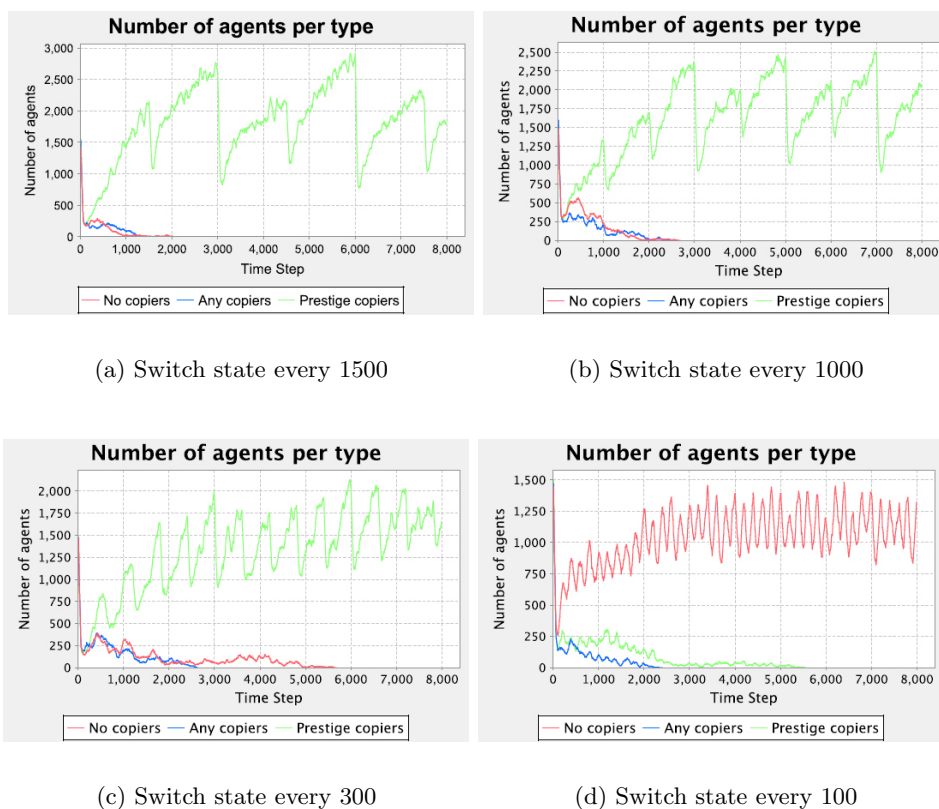 Number of agents per type
3,000
2,500
2,000
1,500
1,000
500
0
Number of agents
0 1,000 2,000 3,000 4,000 5,000 6,000 7,000 8,000
Time Step
No copiers Any copiers Prestige copiers
(a) Switch state every 1500
Number of agents per type
2,500
2,250
2,000
1,750
1,500
1,250
1,000
750
500
250
0
Number of agents
0 1,000 2,000 3,000 4,000 5,000 6,000 7,000 8,000
Time Step
No copiers Any copiers Prestige copiers
(b) Switch state every 1000
Number of agents per type
2,000
1,750
1,500
1,250
1,000
750
500
250
0
Number of agents
0 1,000 2,000 3,000 4,000 5,000 6,000 7,000 8,000
Time Step
No copiers Any copiers Prestige copiers
(c) Switch state every 300
Number of agents per type
1,500
1,250
1,000
750
500
250
0
Number of agents
0 1,000 2,000 3,000 4,000 5,000 6,000 7,000 8,000
Time Step
No copiers Any copiers Prestige copiers
(d) Switch state every 100